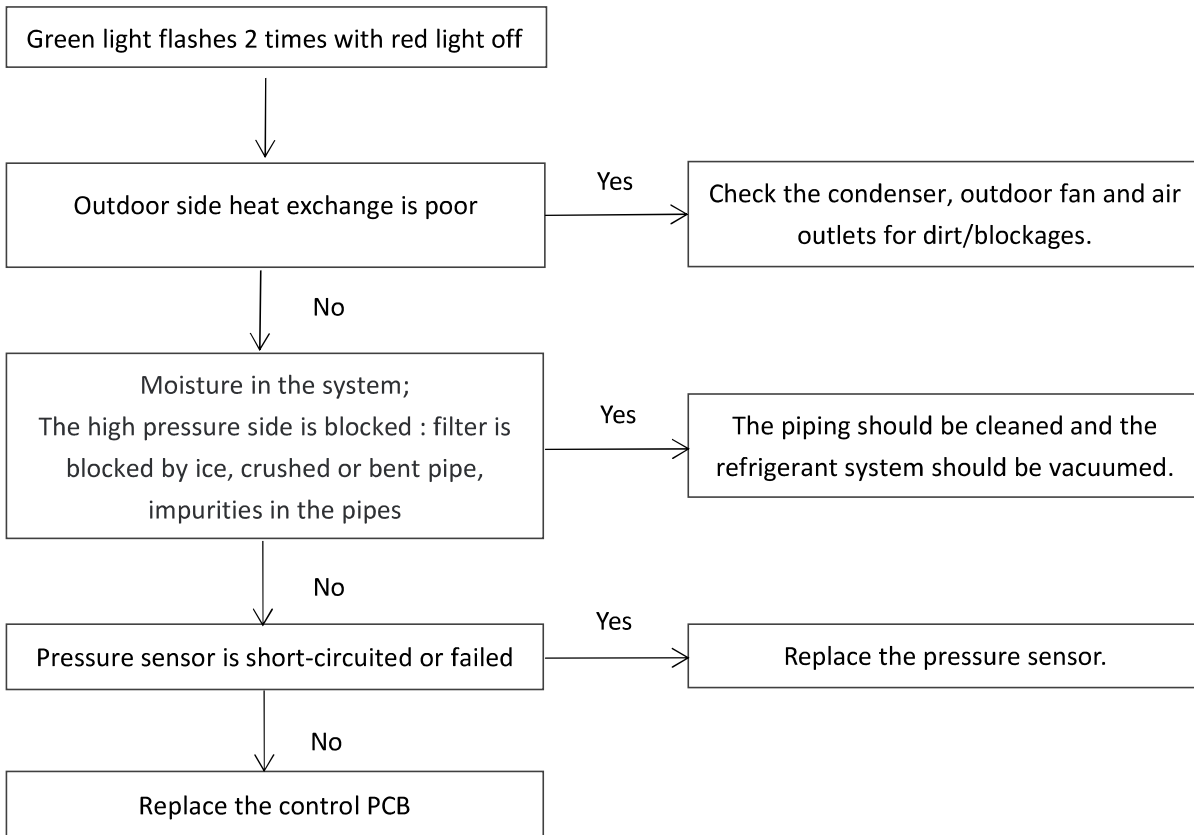 Green light flashes 2 times with red light off
Outdoor side heat exchange is poor
Yes
Check the condenser, outdoor fan and air
outlets for dirt/blockages.
No
Moisture in the system;
The high pressure side is blocked : filter is
blocked by ice, crushed or bent pipe,
impurities in the pipes
Yes
The piping should be cleaned and the
refrigerant system should be vacuumed.
No
Pressure sensor is short-circuited or failed
Yes
Replace the pressure sensor.
No
Replace the control PCB